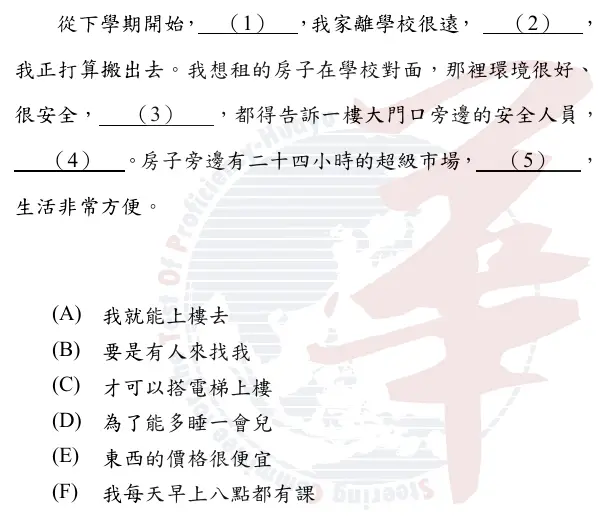 從下學期開始，（1），我家離學校很遠，（2），
我正打算搬出去。我想租的房子在學校對面，那裡環境很好、
很安全，（3），都得告訴一樓大門口旁邊的安全人員，
（4）。房子旁邊有二十四小時的超級市場，（5），
生活非常方便。
(A) 我就能上樓去
(B) 要是有人來找我
(C) 才可以搭電梯上樓
(D) 為了能多睡一會兒
(E) 東西的價格很便宜
(F) 我每天早上八點都有課